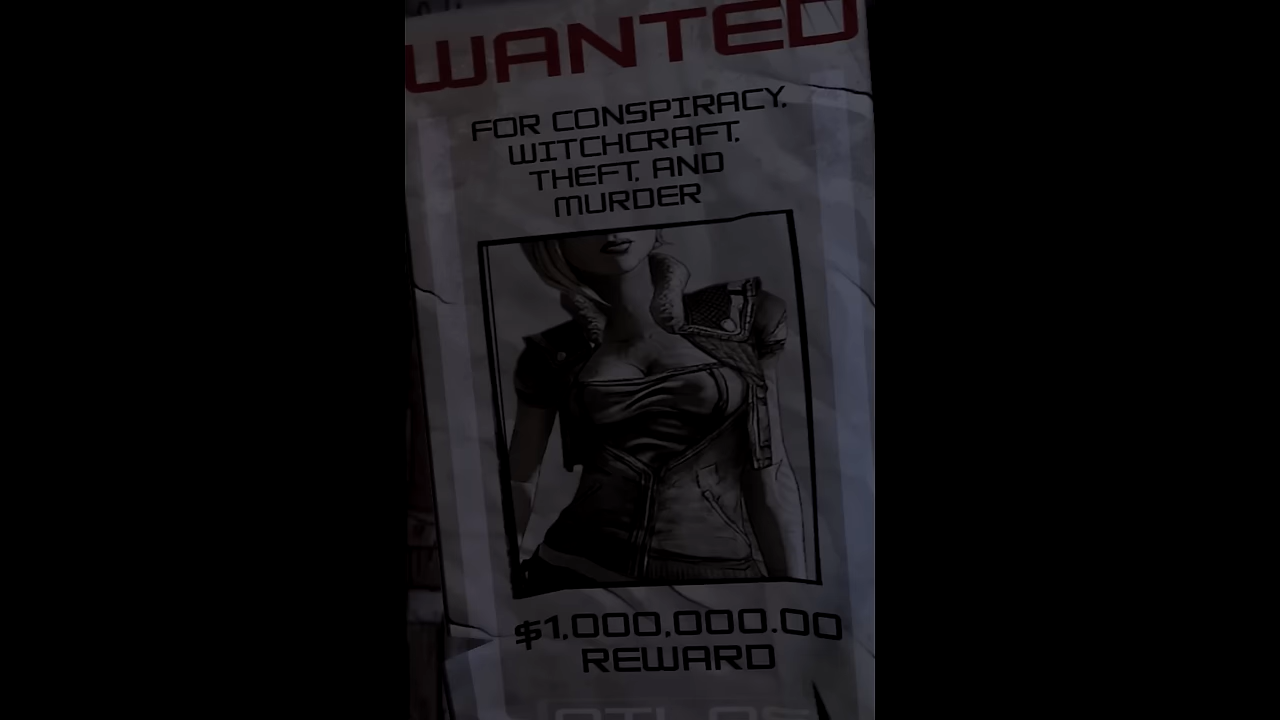 WANTED
FOR CONSPIRACY,
WITCHCRAFT,
THEFT, AND
MURDER
$1,000,000.00
REWARD